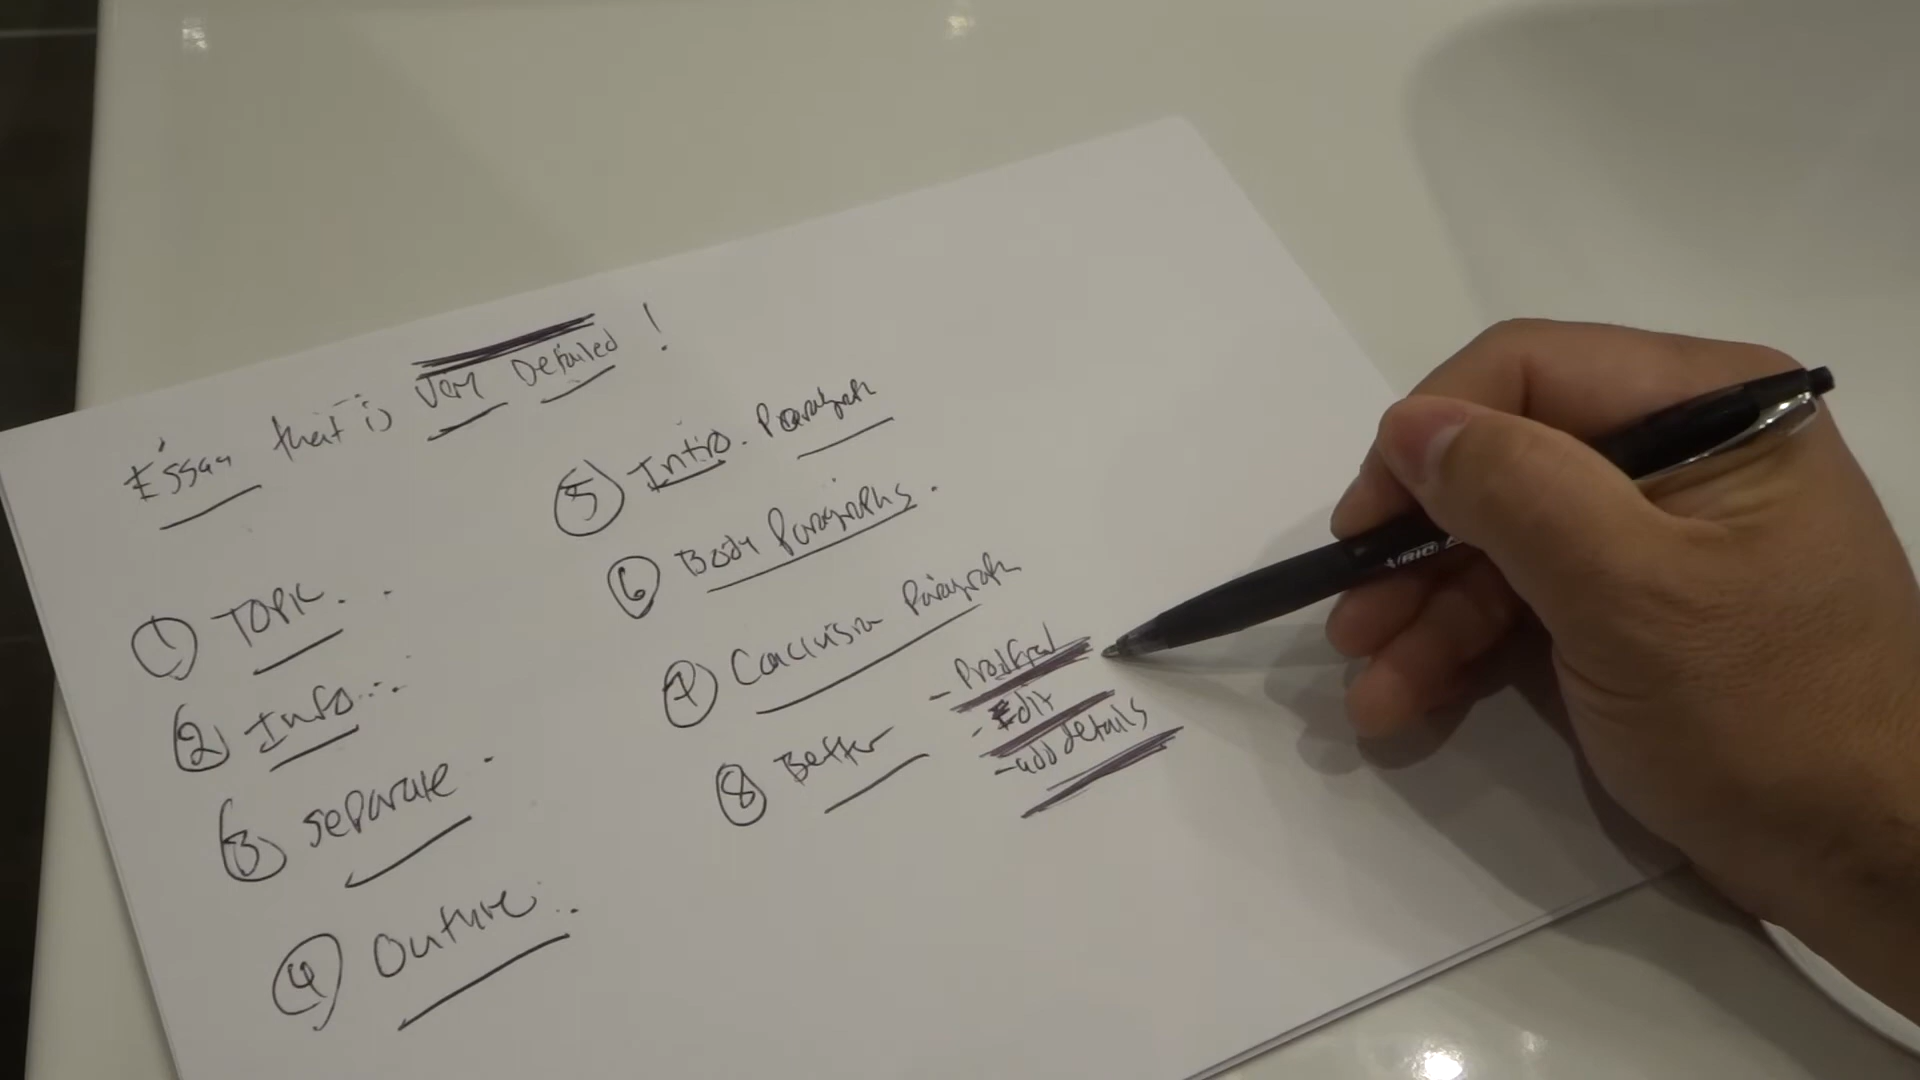 Essay that is Very Detailed !
① TOPIC..
② Info...
③ separate.
④ Outline..
⑤ Intro. Paragraph
⑥ Body Paragraphs.
⑦ Conclusion Paragraph
⑧ Better
- Proofread
- Edit
- add details
BIC